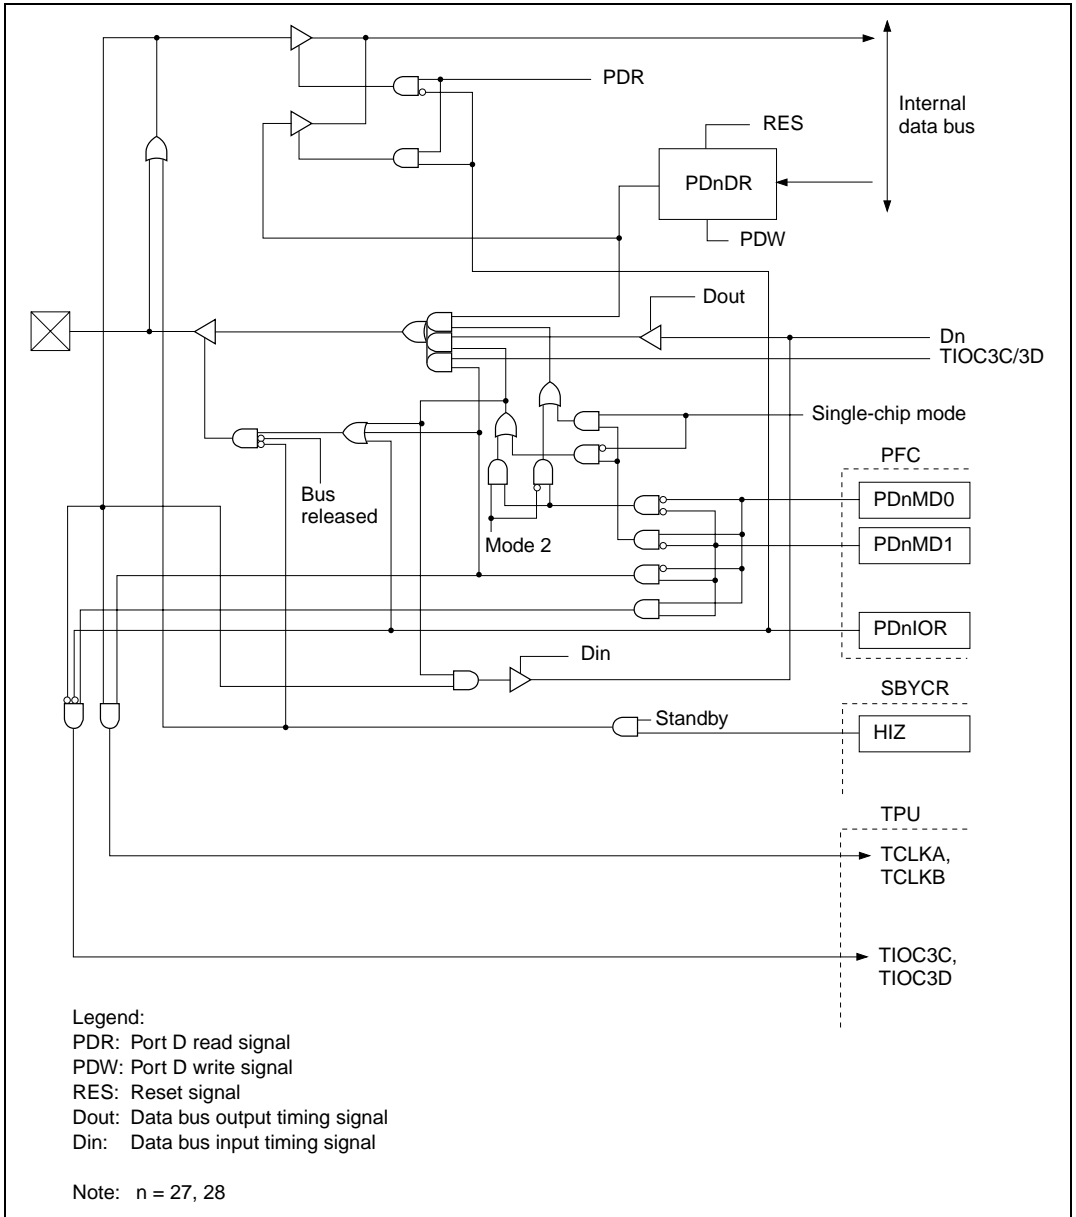 PDR
Internal
data bus
RES
PDnDR
PDW
Dout
Dn
TIOC3C/3D
Single-chip mode
PFC
Bus
released
PDnMD0
Mode 2
PDnMD1
PDnIOR
Din
SBYCR
Standby
HIZ
TPU
TCLKA,
TCLKB
TIOC3C,
TIOC3D
Legend:
PDR: Port D read signal
PDW: Port D write signal
RES: Reset signal
Dout: Data bus output timing signal
Din: Data bus input timing signal
Note: n = 27, 28